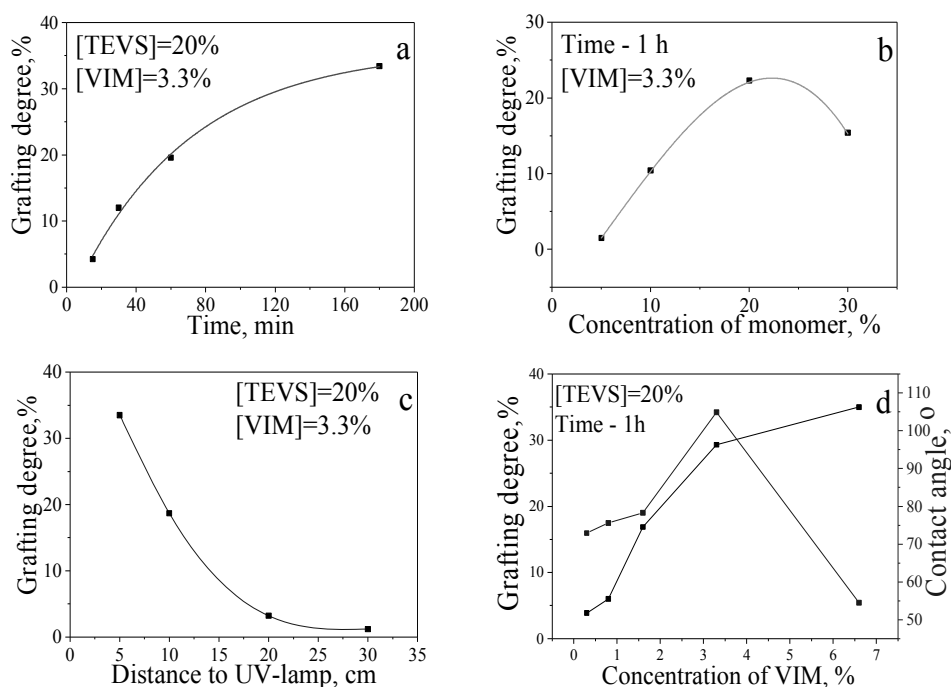 [TEVS]=20%
[VIM]=3.3%
a
Grafting degree,%
40
30
20
10
0
0 40 80 120 160 200
Time, min
Time - 1 h
[VIM]=3.3%
b
Grafting degree,%
30
20
10
0
0 10 20 30
Concentration of monomer, %
[TEVS]=20%
[VIM]=3.3%
c
Grafting degree,%
40
30
20
10
0
0 5 10 15 20 25 30 35
Distance to UV-lamp, cm
[TEVS]=20%
Time - 1h
d
Grafting degree,%
40
30
20
10
0
0 1 2 3 4 5 6 7
Concentration of VIM, %
110
100
90
80
70
60
50
Contact angle, o